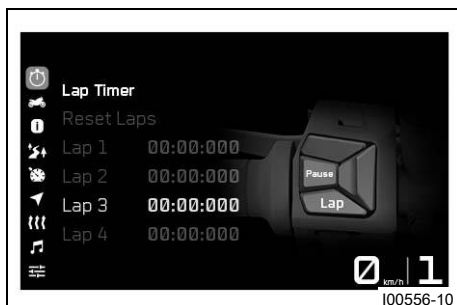 Lap Timer
Reset Laps
Lap 1 00:00:000
Lap 2 00:00:000
Lap 3 00:00:000
Lap 4 00:00:000
Pause
Lap
0 km/h 1
I00556-10